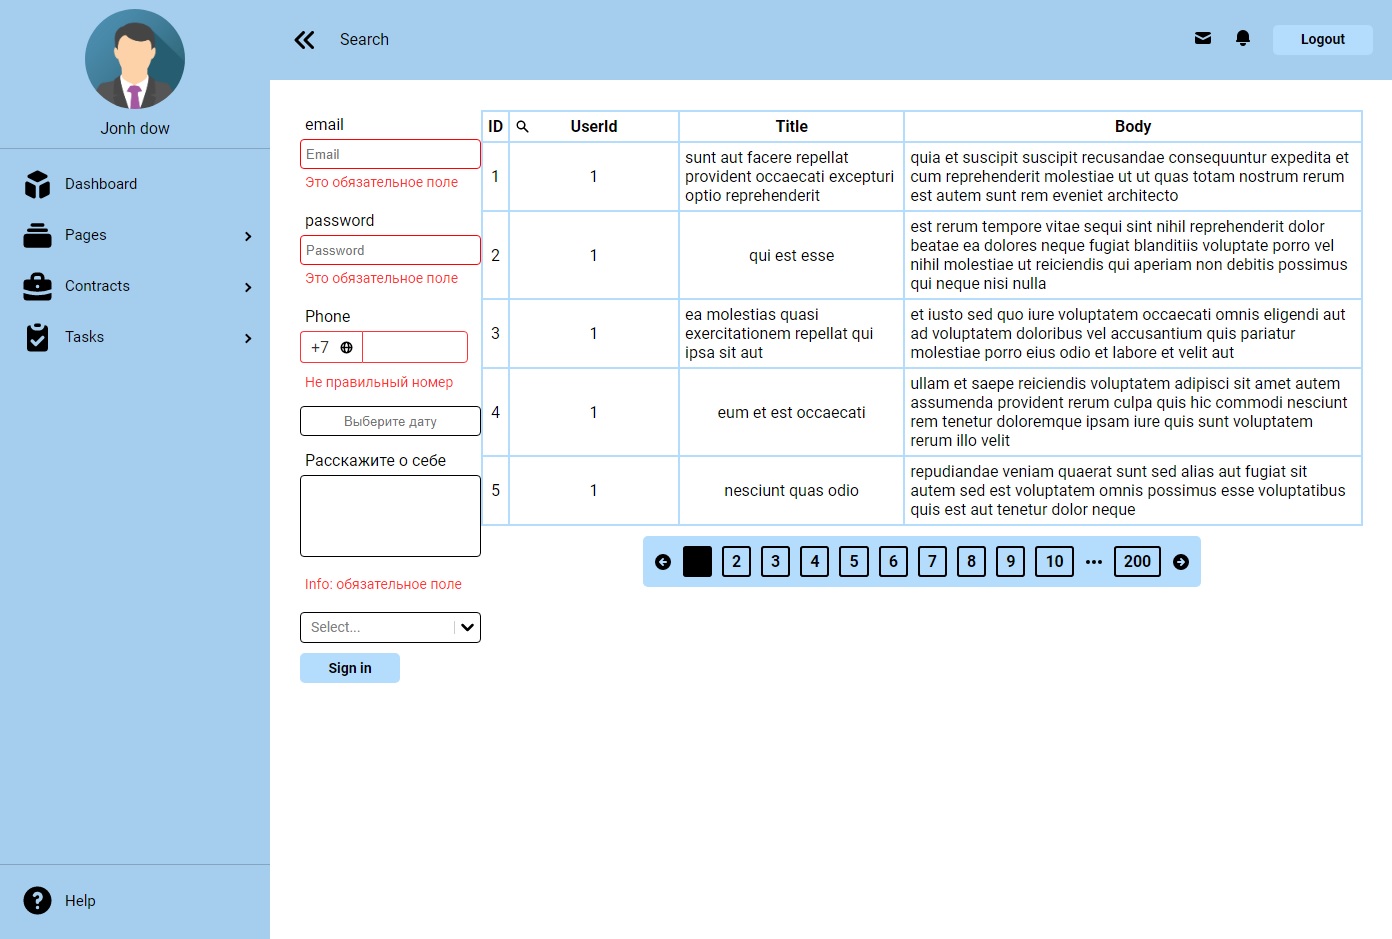 Jonh dow
Dashboard
Pages
Contracts
Tasks
Help
Search
Logout
email
Email
Это обязательное поле
password
Password
Это обязательное поле
Phone
+7
Не правильный номер
Выберите дату
Расскажите о себе
Info: обязательное поле
Select...
Sign in
ID UserId Title Body
1 1 sunt aut facere repellat
provident occaecati excepturi
optio reprehenderit
quia et suscipit suscipit recusandae consequuntur expedita et
cum reprehenderit molestiae ut ut quas totam nostrum rerum
est autem sunt rem eveniet architecto
2 1 qui est esse
est rerum tempore vitae sequi sint nihil reprehenderit dolor
beatae ea dolores neque fugiat blanditiis voluptate porro vel
nihil molestiae ut reiciendis qui aperiam non debitis possimus
qui neque nisi nulla
3 1 ea molestias quasi
exercitationem repellat qui
ipsa sit aut
et iusto sed quo iure voluptatem occaecati omnis eligendi aut
ad voluptatem doloribus vel accusantium quis pariatur
molestiae porro eius odio et labore et velit aut
4 1 eum et est occaecati
ullam et saepe reiciendis voluptatem adipisci sit amet autem
assumenda provident rerum culpa quis hic commodi nesciunt
rem tenetur doloremque ipsam iure quis sunt voluptatem
rerum illo velit
5 1 nesciunt quas odio
repudiandae veniam quaerat sunt sed alias aut fugiat sit
autem sed est voluptatem omnis possimus esse voluptatibus
quis est aut tenetur dolor neque
2 3 4 5 6 7 8 9 10 ••• 200